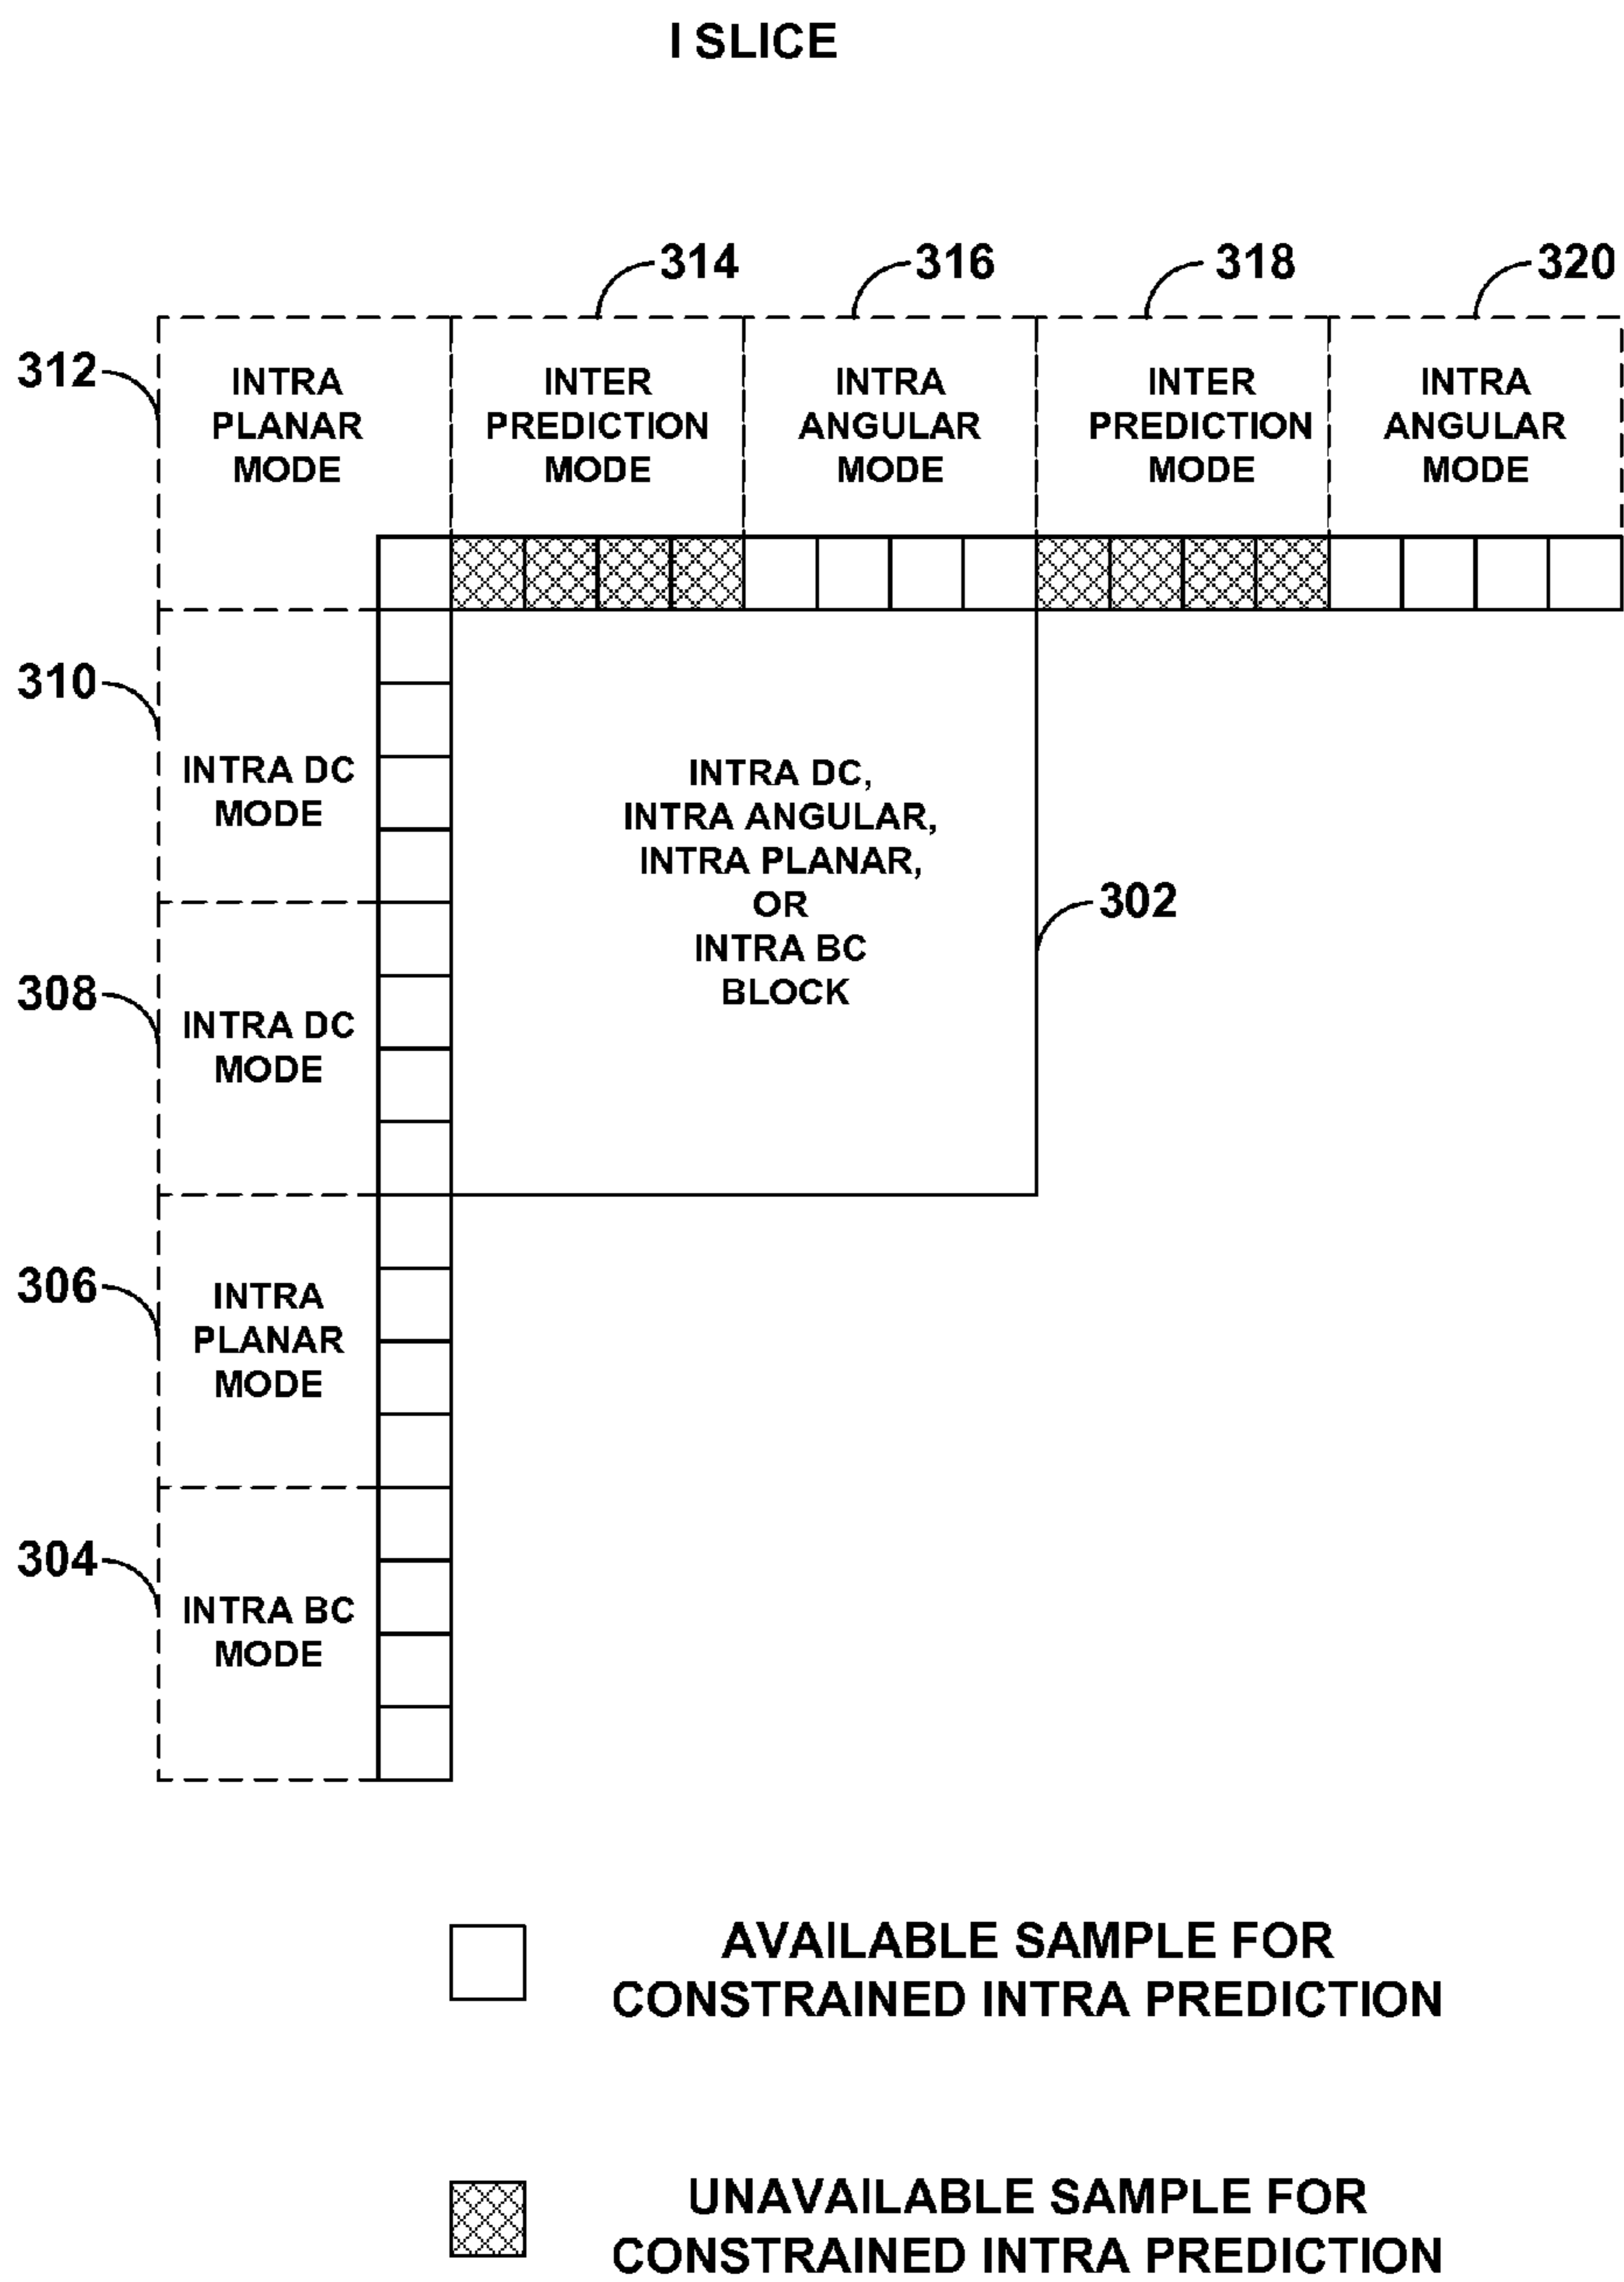 I SLICE
314
316
318
320
312
INTRA
PLANAR
MODE
INTER
PREDICTION
MODE
INTRA
ANGULAR
MODE
INTER
PREDICTION
MODE
INTRA
ANGULAR
MODE
310
INTRA DC
MODE
INTRA DC,
INTRA ANGULAR,
INTRA PLANAR,
OR
INTRA BC
BLOCK
302
308
INTRA DC
MODE
306
INTRA
PLANAR
MODE
304
INTRA BC
MODE
AVAILABLE SAMPLE FOR
CONSTRAINED INTRA PREDICTION
UNAVAILABLE SAMPLE FOR
CONSTRAINED INTRA PREDICTION